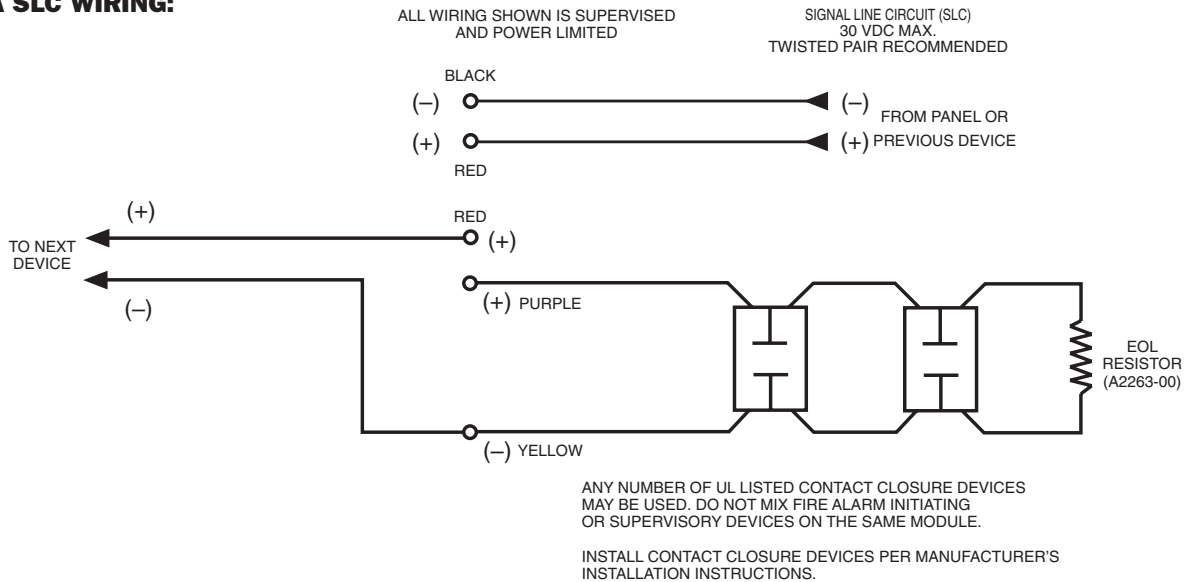 SLC WIRING:
ALL WIRING SHOWN IS SUPERVISED
AND POWER LIMITED
SIGNAL LINE CIRCUIT (SLC)
30 VDC MAX.
TWISTED PAIR RECOMMENDED
BLACK
(–)
(–)
FROM PANEL OR
(+)
(+) PREVIOUS DEVICE
RED
(+)
RED
(+)
TO NEXT
DEVICE
(–)
(+) PURPLE
EOL
RESISTOR
(A2263-00)
(–) YELLOW
ANY NUMBER OF UL LISTED CONTACT CLOSURE DEVICES
MAY BE USED. DO NOT MIX FIRE ALARM INITIATING
OR SUPERVISORY DEVICES ON THE SAME MODULE.
INSTALL CONTACT CLOSURE DEVICES PER MANUFACTURER'S
INSTALLATION INSTRUCTIONS.